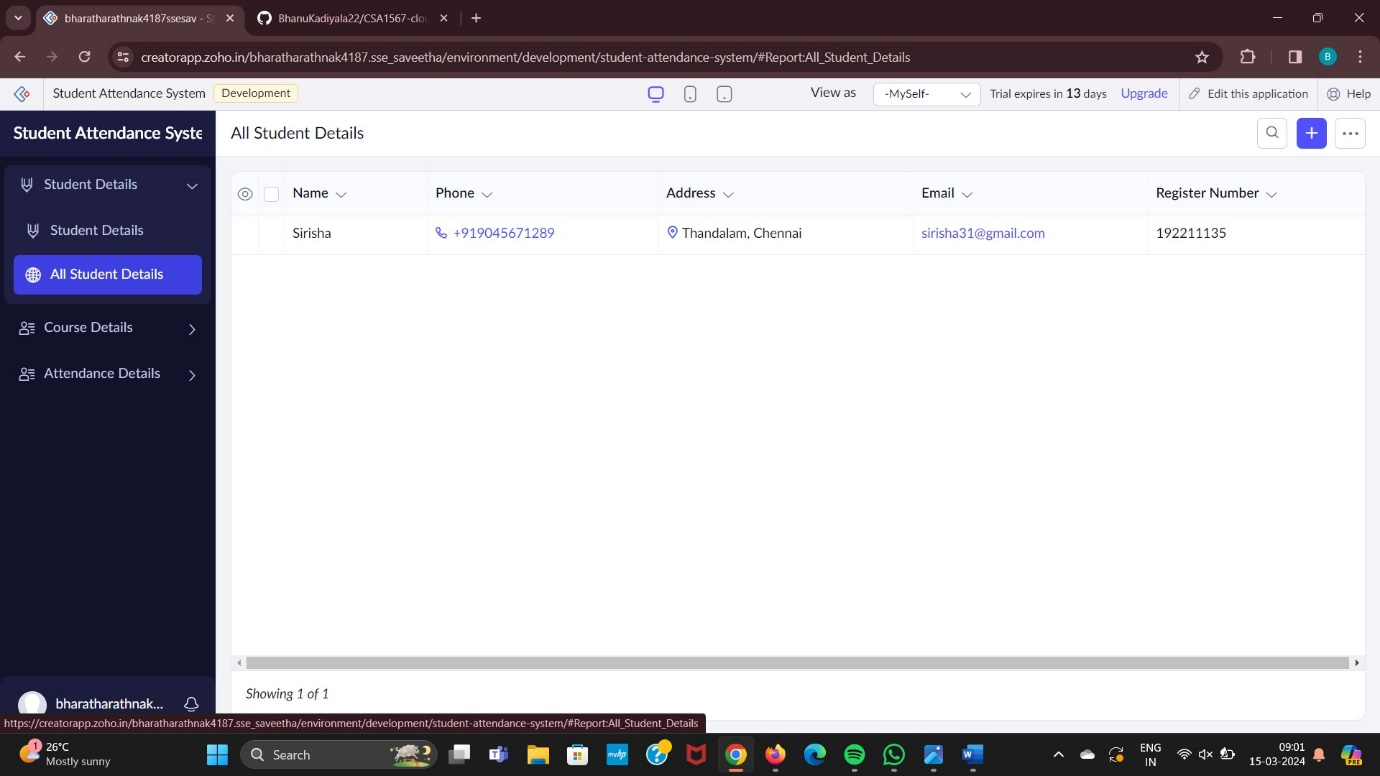 bharatharathnak4187ssesav - S
BhanuKadiyala22/CSA1567-clou
creatorapp.zoho.in/bharatharathnak4187.sse_saveetha/environment/development/student-attendance-system/#Report:All_Student_Details
B
Student Attendance System Development View as -MySelf- Trial expires in 13 days Upgrade Edit this application Help
Student Attendance Syste
All Student Details
Student Details
Student Details
All Student Details
Course Details
Attendance Details
Name Phone Address Email Register Number
Sirisha +919045671289 Thandalam, Chennai sirisha31@gmail.com 192211135
Showing 1 of 1
bharatharathnak...
https://creatorapp.zoho.in/bharatharathnak4187.sse_saveetha/environment/development/student-attendance-system/#Report:All_Student_Details
1
26°C
Mostly sunny
Search
myhp
ENG
IN
09:01
15-03-2024
PRE